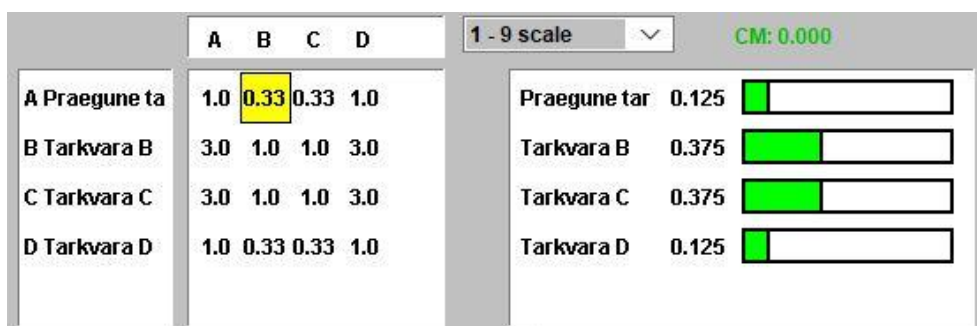 A B C D
1 - 9 scale
CM: 0.000
A Praegune ta 1.0 0.33 0.33 1.0
B Tarkvara B 3.0 1.0 1.0 3.0
C Tarkvara C 3.0 1.0 1.0 3.0
D Tarkvara D 1.0 0.33 0.33 1.0
Praegune tar 0.125
Tarkvara B 0.375
Tarkvara C 0.375
Tarkvara D 0.125